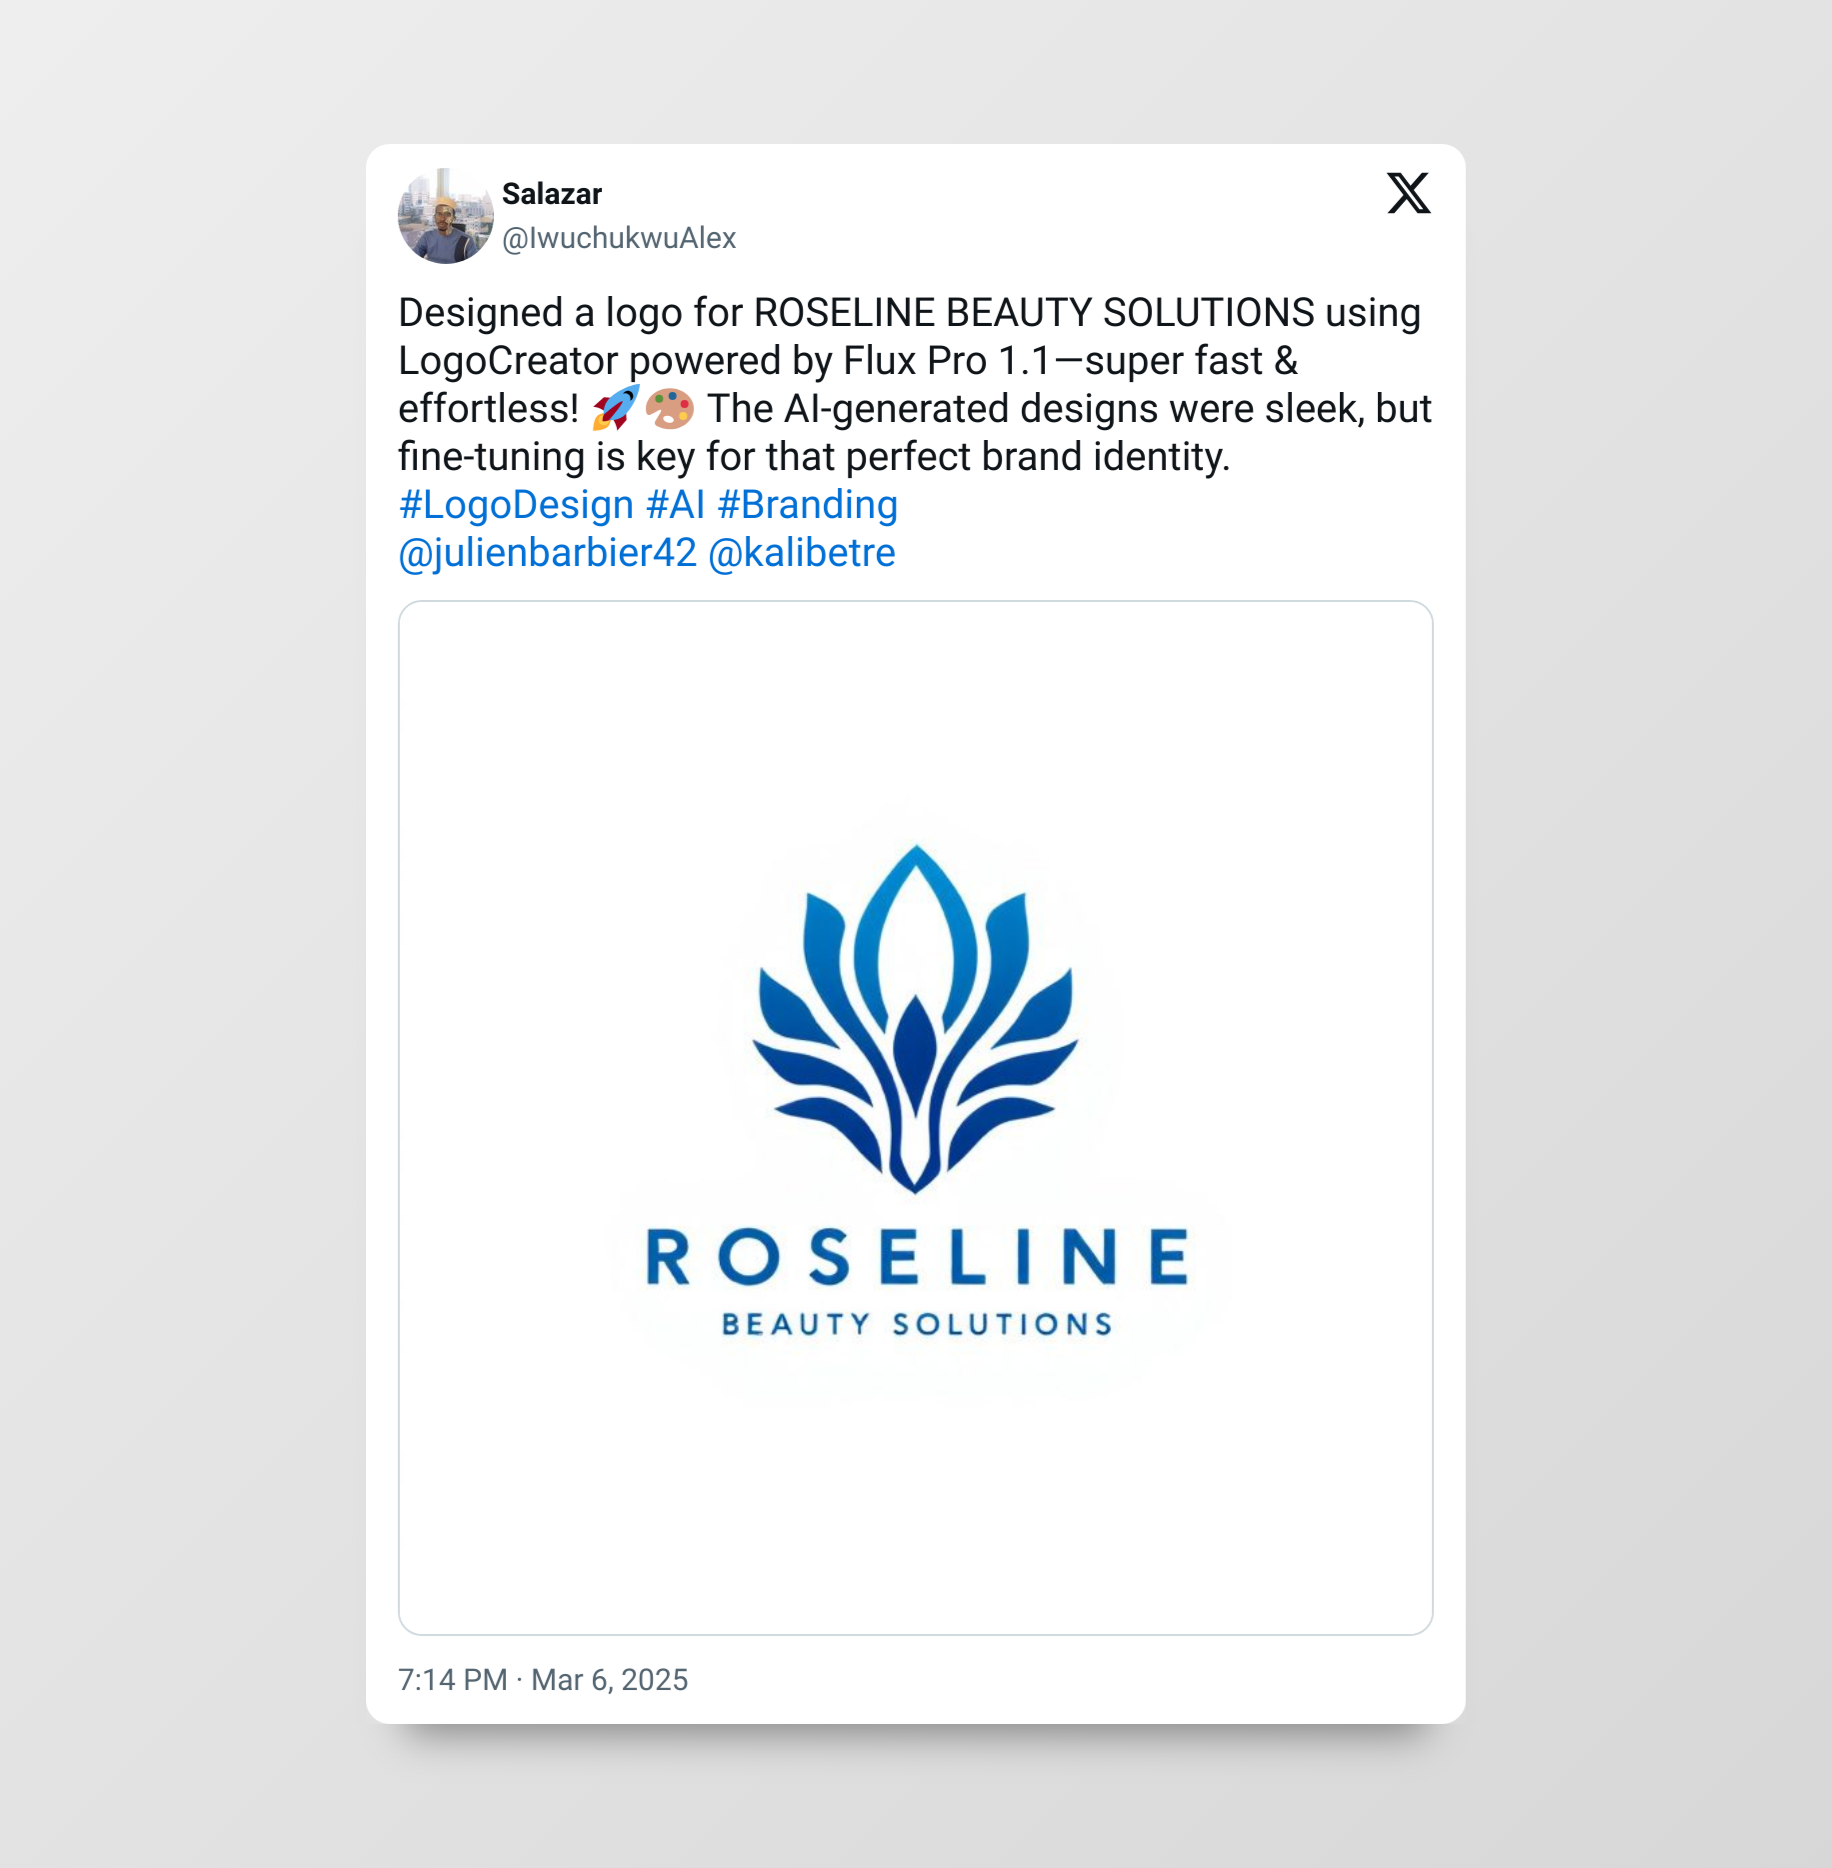 Salazar
@IwuchukwuAlex
Designed a logo for ROSELINE BEAUTY SOLUTIONS using
LogoCreator powered by Flux Pro 1.1—super fast &
effortless! 🚀🎨 The AI-generated designs were sleek, but
fine-tuning is key for that perfect brand identity.
#LogoDesign #AI #Branding
@julienbarbier42 @kalibetre
ROSELINE
BEAUTY SOLUTIONS
7:14 PM · Mar 6, 2025